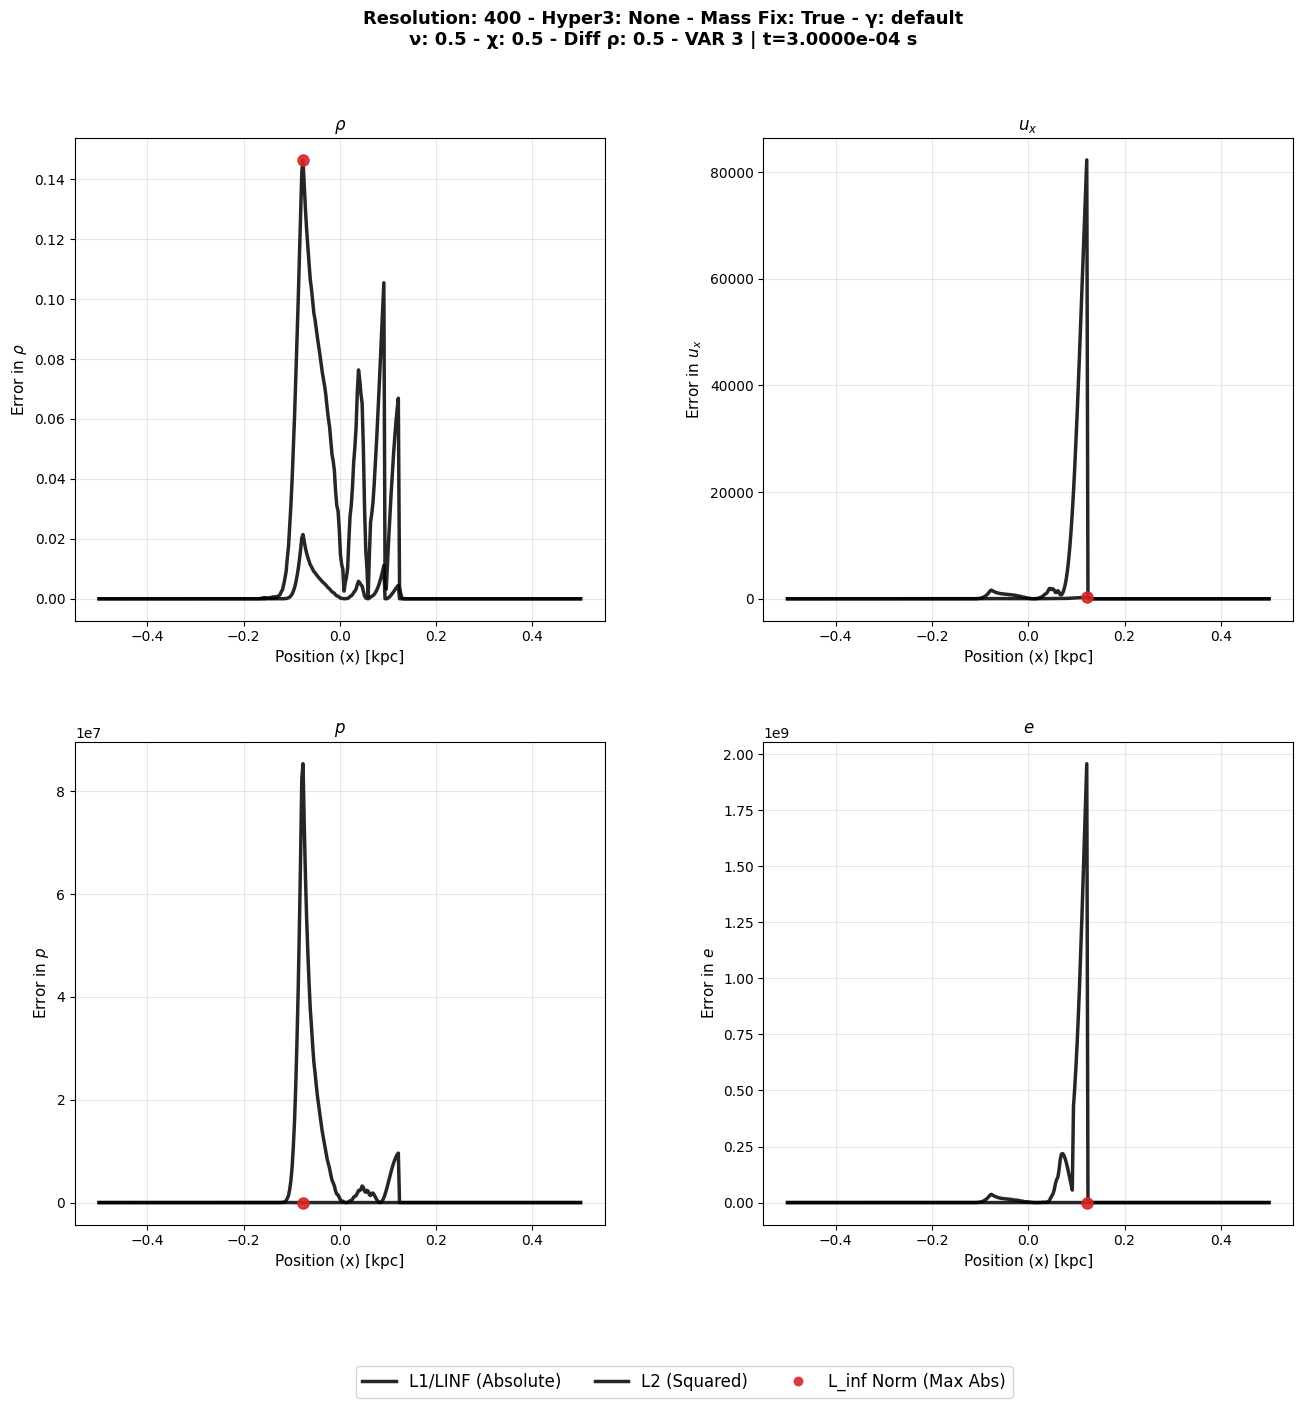 Resolution: 400 - Hyper3: None - Mass Fix: True - γ: default
ν: 0.5 - χ: 0.5 - Diff ρ: 0.5 - VAR 3 | t=3.0000e-04 s
ρ
0.14
0.12
0.10
0.08
0.06
0.04
0.02
0.00
Error in ρ
−0.4 −0.2 0.0 0.2 0.4
Position (x) [kpc]
u_x
80000
60000
40000
20000
0
Error in u_x
−0.4 −0.2 0.0 0.2 0.4
Position (x) [kpc]
p
1e7
8
6
4
2
0
Error in p
−0.4 −0.2 0.0 0.2 0.4
Position (x) [kpc]
e
1e9
2.00
1.75
1.50
1.25
1.00
0.75
0.50
0.25
0.00
Error in e
−0.4 −0.2 0.0 0.2 0.4
Position (x) [kpc]
L1/LINF (Absolute) L2 (Squared) L_inf Norm (Max Abs)